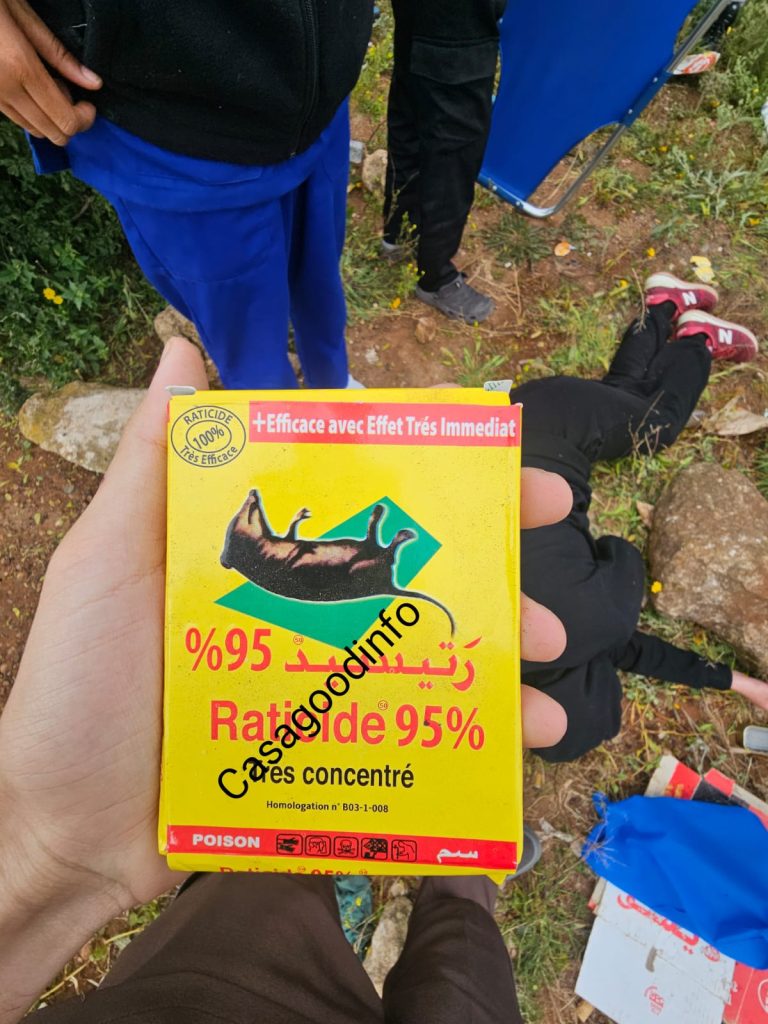 RATICIDE
100%
Très Efficace
+Efficace avec Effet Trés Immediat
رَتيسيد 95%
Raticide 95%
Très concentré
Homologation n° B03-1-008
POISON
سم
Casagoodinfo
N
N